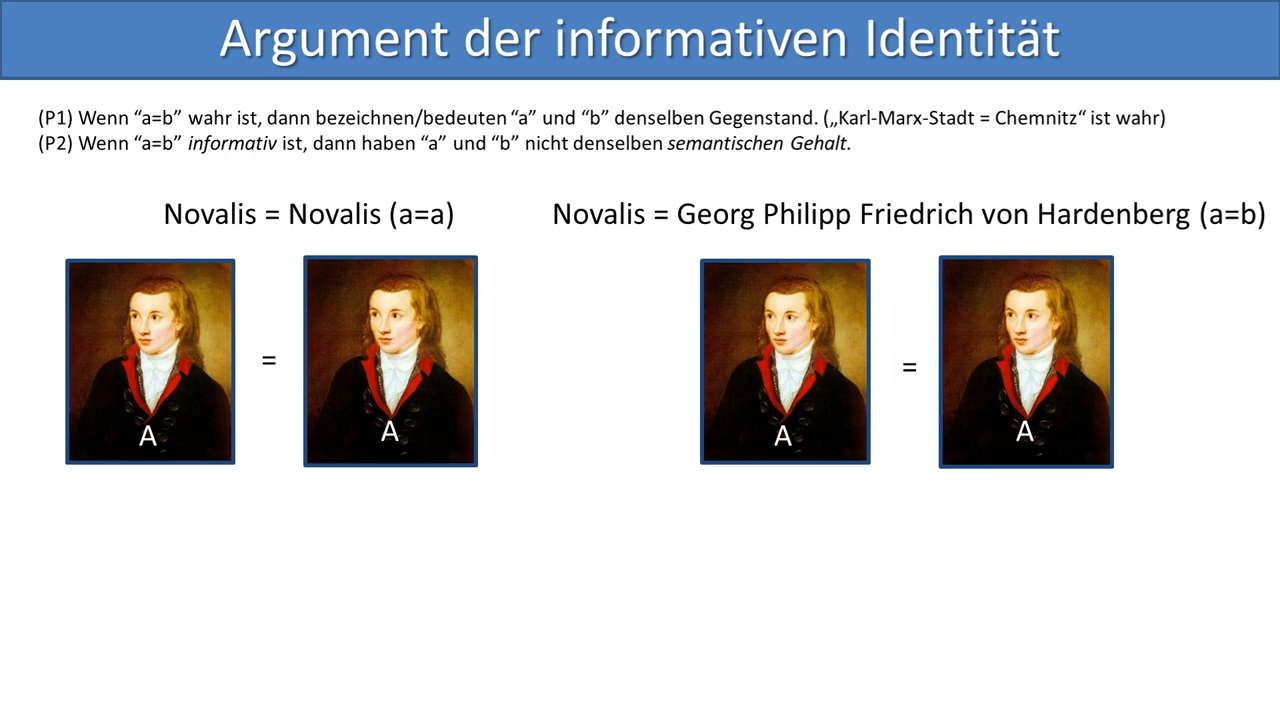 Argument der informativen Identität
(P1) Wenn “a=b” wahr ist, dann bezeichnen/bedeuten “a” und “b” denselben Gegenstand. („Karl-Marx-Stadt = Chemnitz“ ist wahr)
(P2) Wenn “a=b” informativ ist, dann haben “a” und “b” nicht denselben semantischen Gehalt.
Novalis = Novalis (a=a)
Novalis = Georg Philipp Friedrich von Hardenberg (a=b)
A = A
A = A